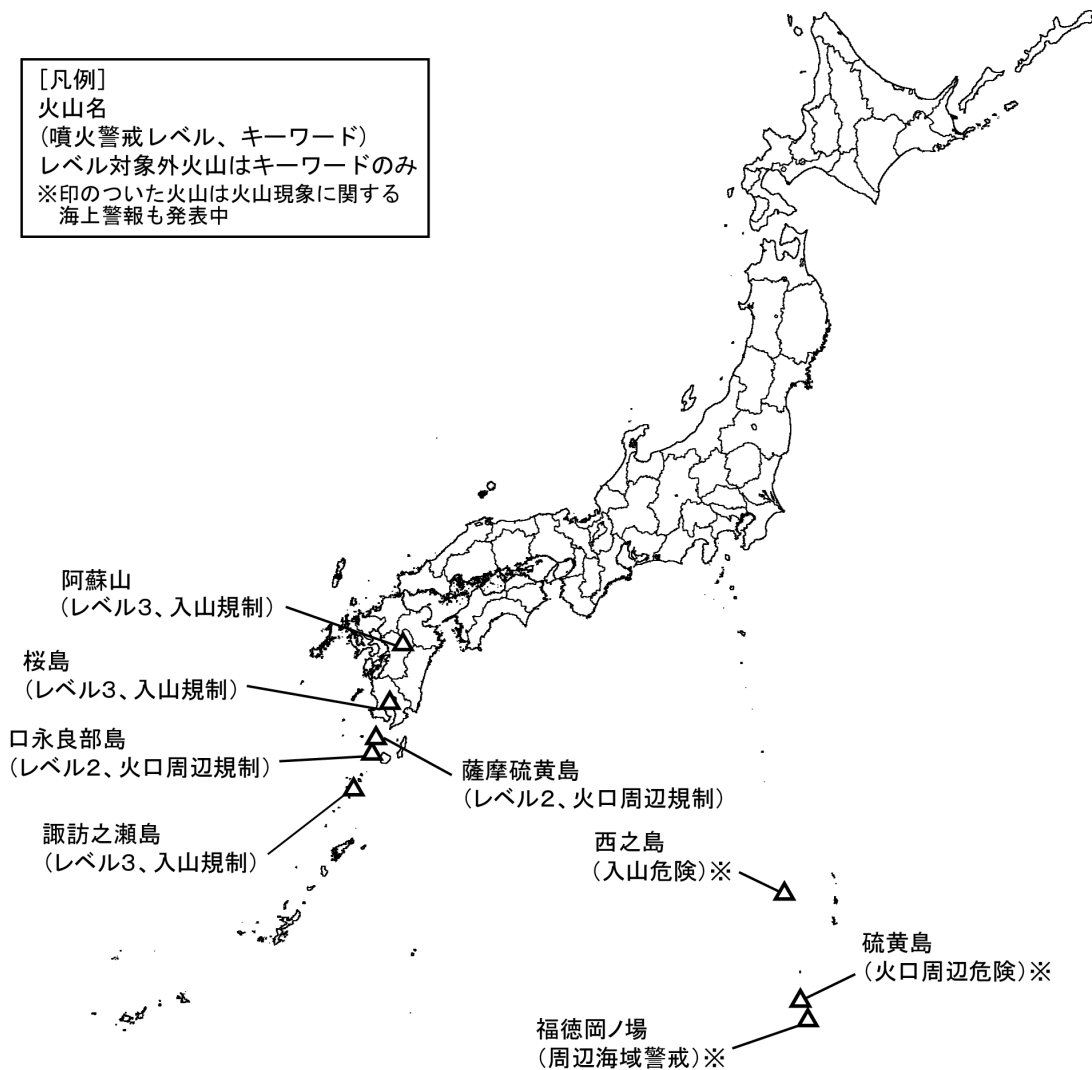 ［凡例］
火山名
（噴火警戒レベル、キーワード）
レベル対象外火山はキーワードのみ
※印のついた火山は火山現象に関する
海上警報も発表中
阿蘇山
（レベル３、入山規制）
桜島
（レベル３、入山規制）
口永良部島
（レベル２、火口周辺規制）
薩摩硫黄島
（レベル２、火口周辺規制）
諏訪之瀬島
（レベル３、入山規制）
西之島
（入山危険）※
硫黄島
（火口周辺危険）※
福徳岡ノ場
（周辺海域警戒）※